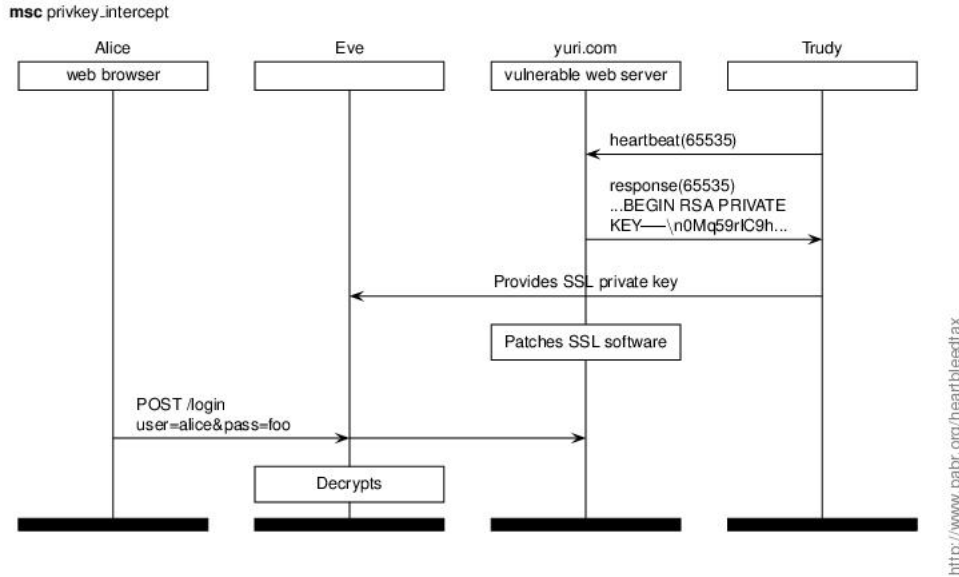 msc privkey_intercept
Alice
Eve
yuri.com
Trudy
web browser
vulnerable web server
heartbeat(65535)
response(65535)
...BEGIN RSA PRIVATE
KEY-----\n0Mq59rIC9h...
Provides SSL private key
Patches SSL software
POST /login
user=alice&pass=foo
Decrypts
http://www.pabr.org/heartbleedtax